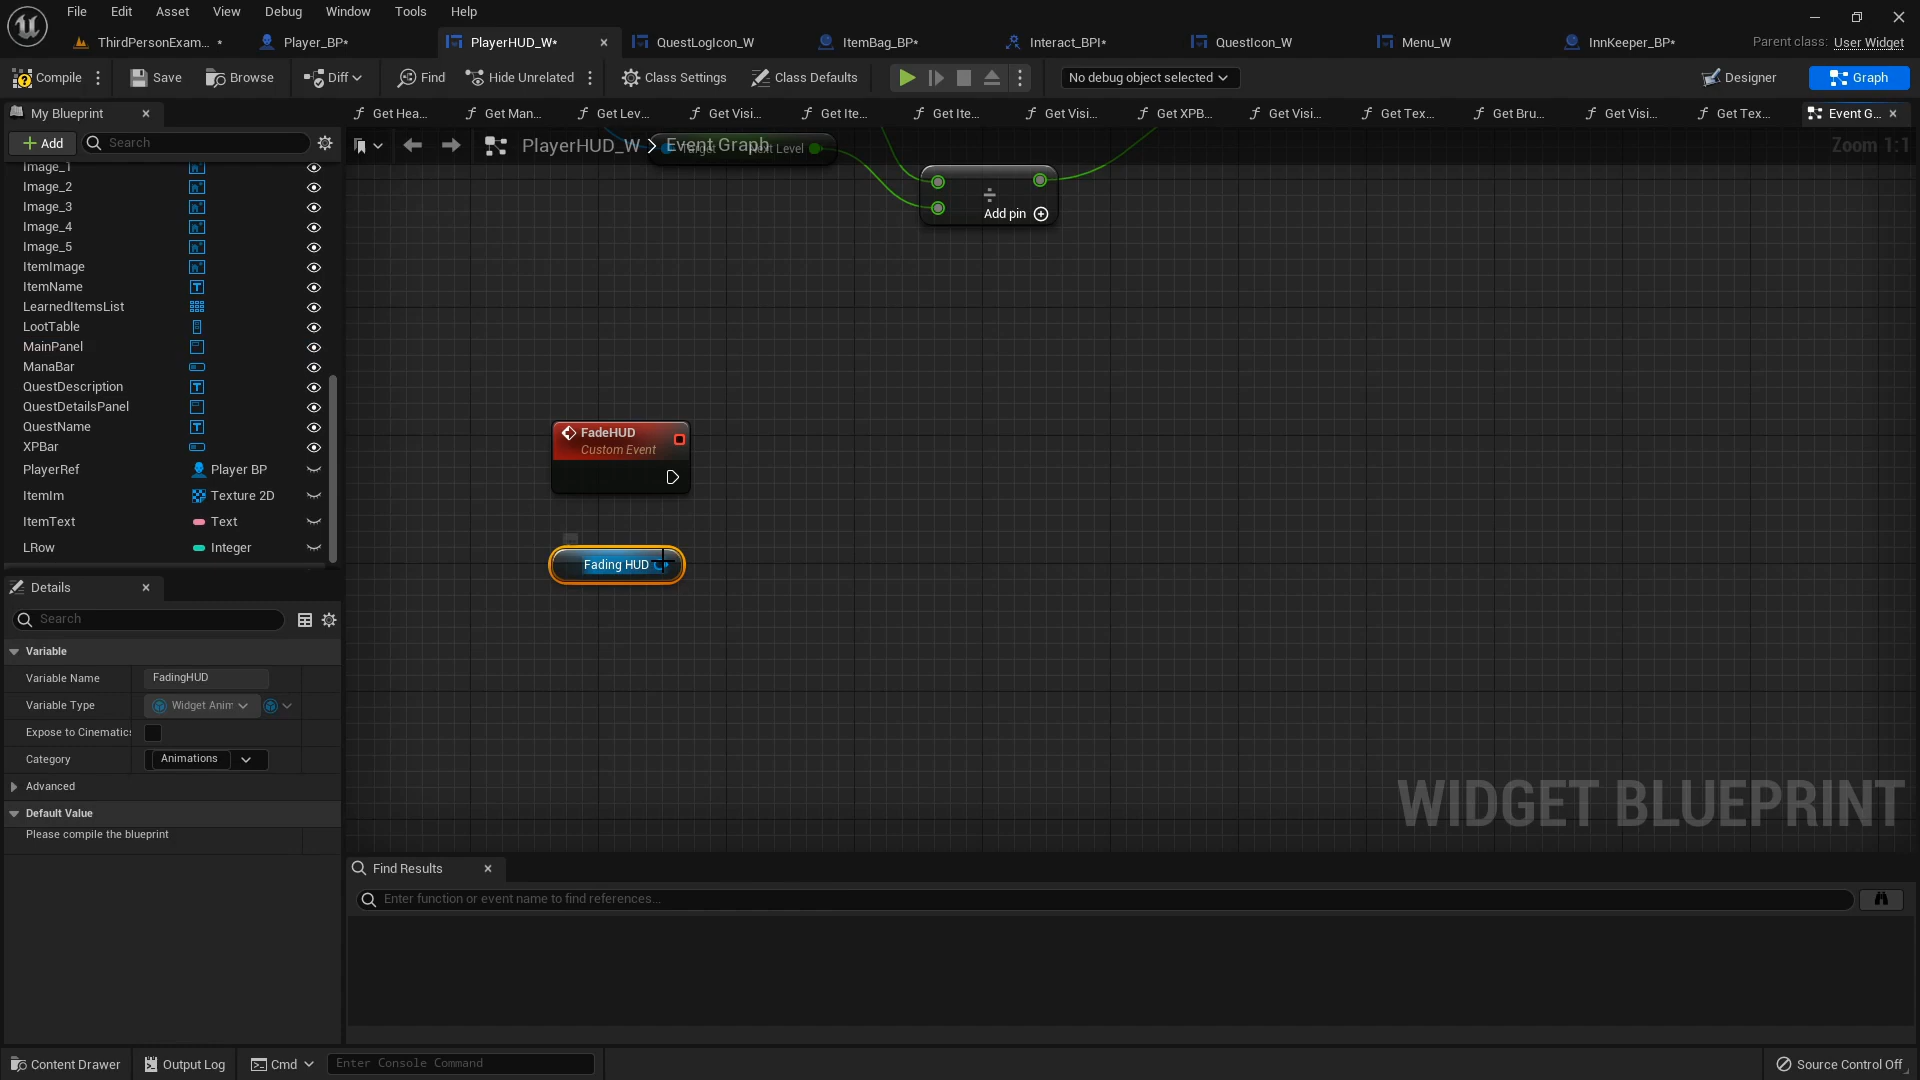 File Edit Asset View Debug Window Tools Help
ThirdPersonExam... * Player_BP* PlayerHUD_W* QuestLogIcon_W ItemBag_BP* Interact_BPI* QuestIcon_W Menu_W InnKeeper_BP* Parent class: User Widget
Compile Save Browse Diff Find Hide Unrelated Class Settings Class Defaults No debug object selected Designer Graph
My Blueprint Get Hea... Get Man... Get Lev... Get Visi... Get Ite... Get Ite... Get Visi... Get XPB... Get Visi... Get Tex... Get Bru... Get Visi... Get Tex... Event G...
+ Add Search PlayerHUD_W > Event Graph Zoom 1:1
Target Next Level
Image_1
Image_2
Image_3
Image_4
Image_5
ItemImage
ItemName
LearnedItemsList
LootTable
MainPanel
ManaBar
QuestDescription
QuestDetailsPanel
QuestName
XPBar
PlayerRef Player BP
ItemIm Texture 2D
ItemText Text
LRow Integer
÷
Add pin
FadeHUD
Custom Event
Fading HUD
Details
Search
Variable
Variable Name FadingHUD
Variable Type Widget Anim
Expose to Cinematics
Category Animations
Advanced
Default Value
Please compile the blueprint
WIDGET BLUEPRINT
Find Results
Enter function or event name to find references...
Content Drawer Output Log Cmd Enter Console Command Source Control Off